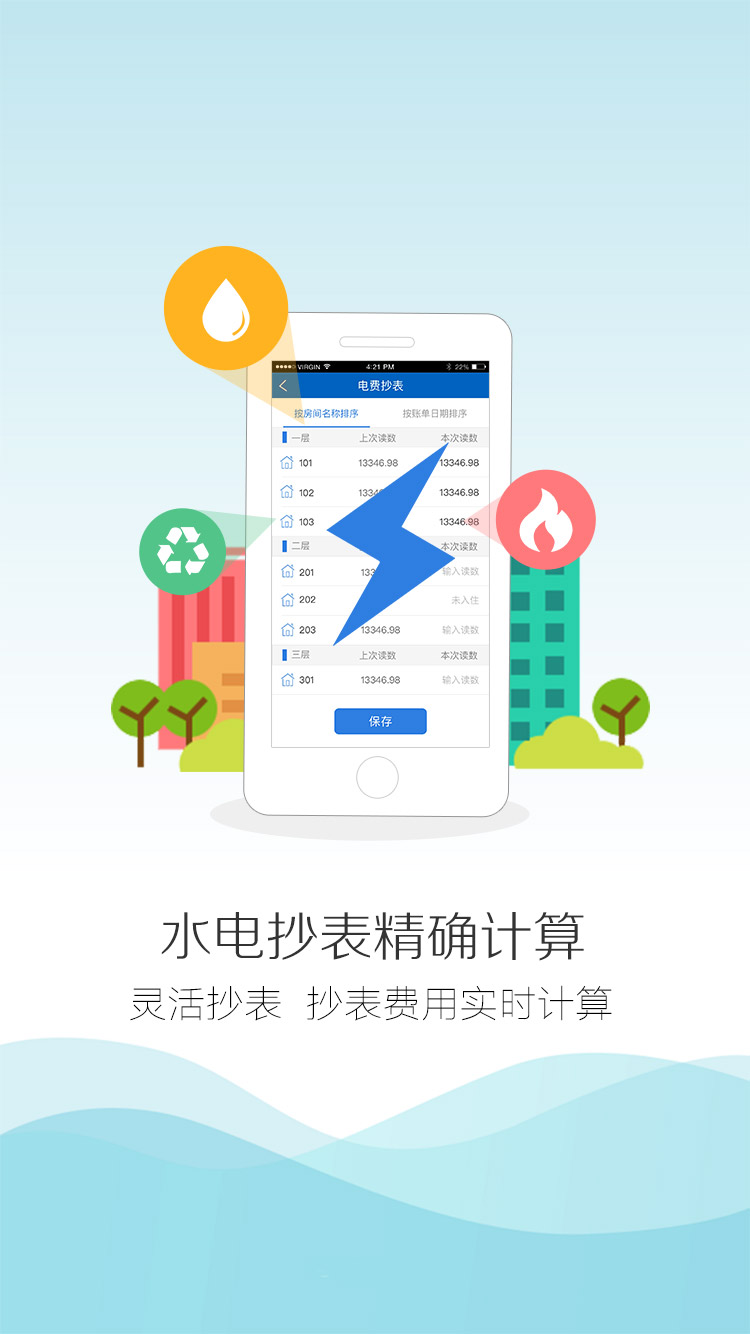 VIRGIN 4:21 PM 22%
电费抄表
按房间名称排序 按账单日期排序
一层 上次读数 本次读数
101 13346.98 13346.98
102 1334 13346.98
103 13346.98
二层 本次读数
201 133 输入读数
202 未入住
203 13346.98 输入读数
三层 上次读数 本次读数
301 13346.98 输入读数
保存
水电抄表精确计算
灵活抄表 抄表费用实时计算